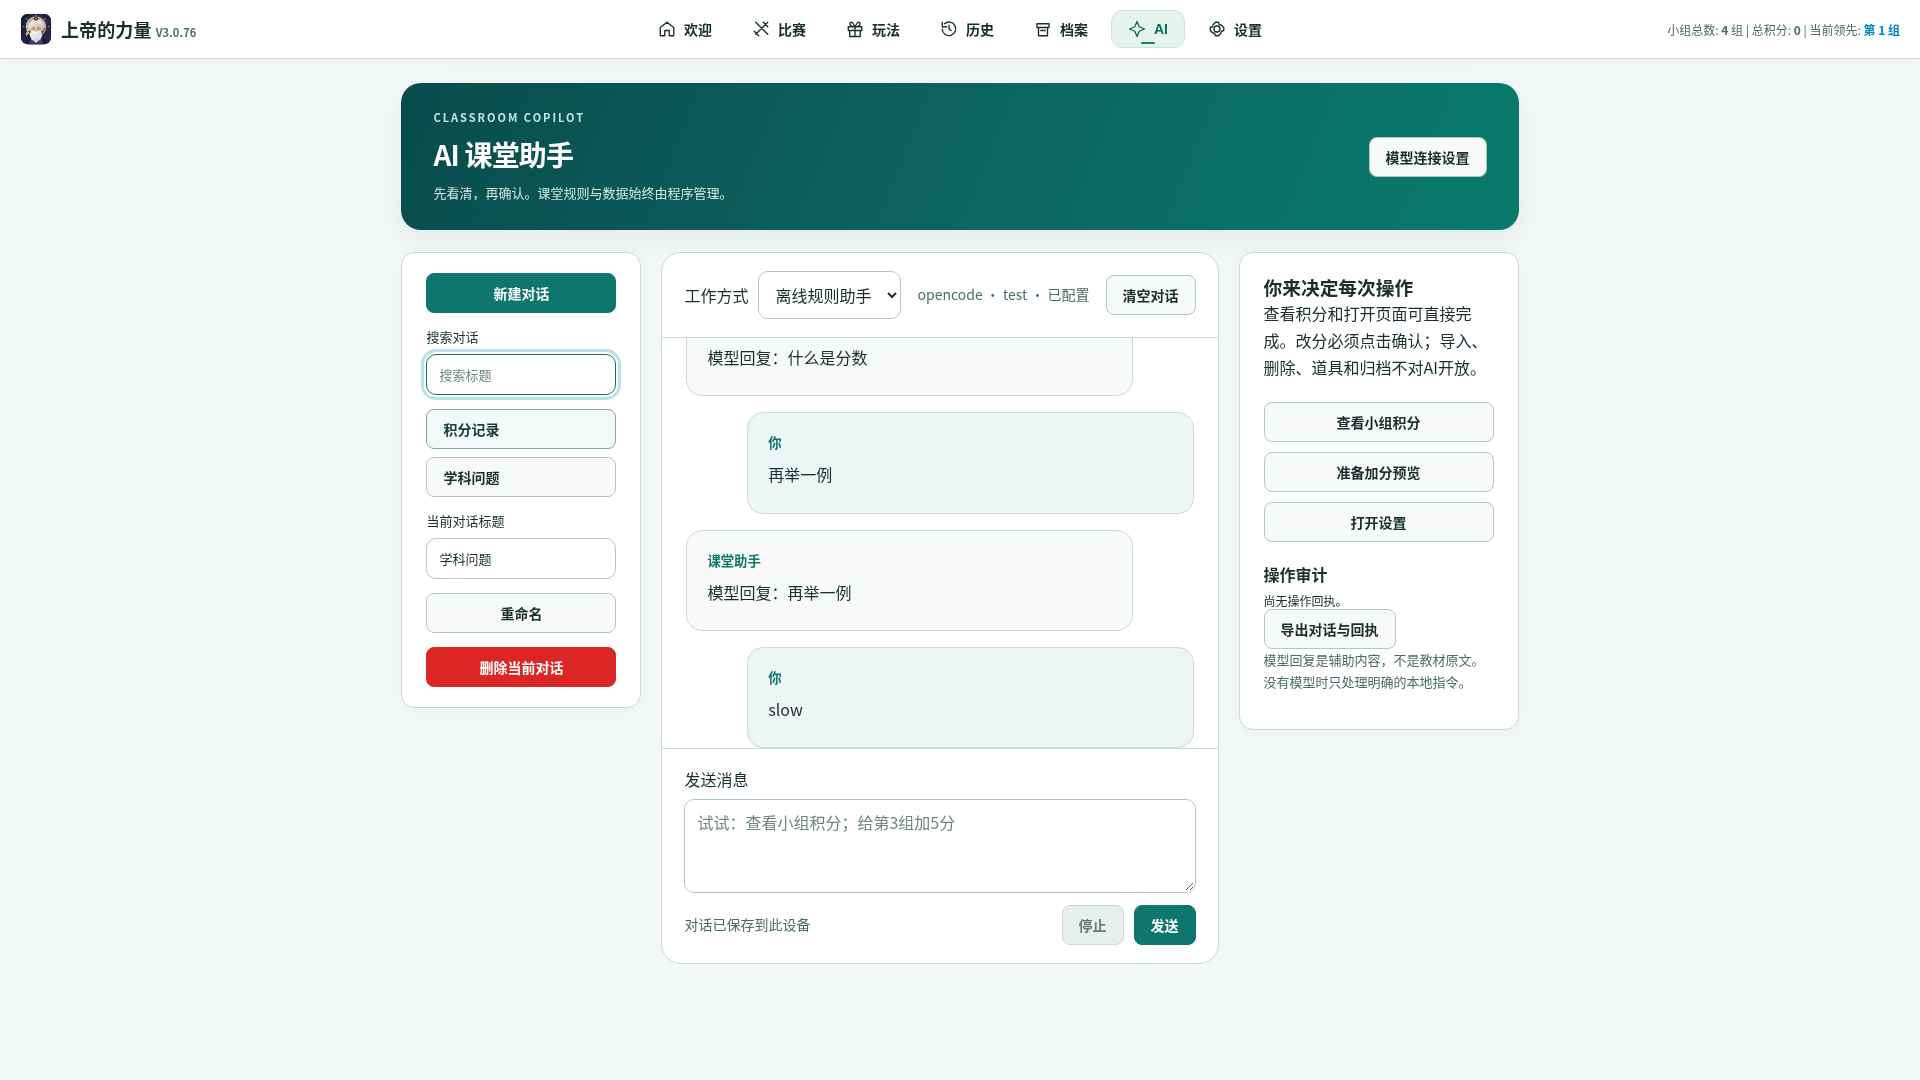 上帝的力量 V3.0.76
欢迎
比赛
玩法
历史
档案
AI
设置
小组总数: 4 组 | 总积分: 0 | 当前领先: 第 1 组
CLASSROOM COPILOT
AI 课堂助手
先看清，再确认。课堂规则与数据始终由程序管理。
模型连接设置
新建对话
搜索对话
搜索标题
积分记录
学科问题
当前对话标题
学科问题
重命名
删除当前对话
工作方式
离线规则助手
opencode · test · 已配置
清空对话
模型回复：什么是分数
你
再举一例
课堂助手
模型回复：再举一例
你
slow
发送消息
试试：查看小组积分；给第3组加5分
对话已保存到此设备
停止
发送
你来决定每次操作
查看积分和打开页面可直接完
成。改分必须点击确认；导入、
删除、道具和归档不对AI开放。
查看小组积分
准备加分预览
打开设置
操作审计
尚无操作回执。
导出对话与回执
模型回复是辅助内容，不是教材原文。
没有模型时只处理明确的本地指令。